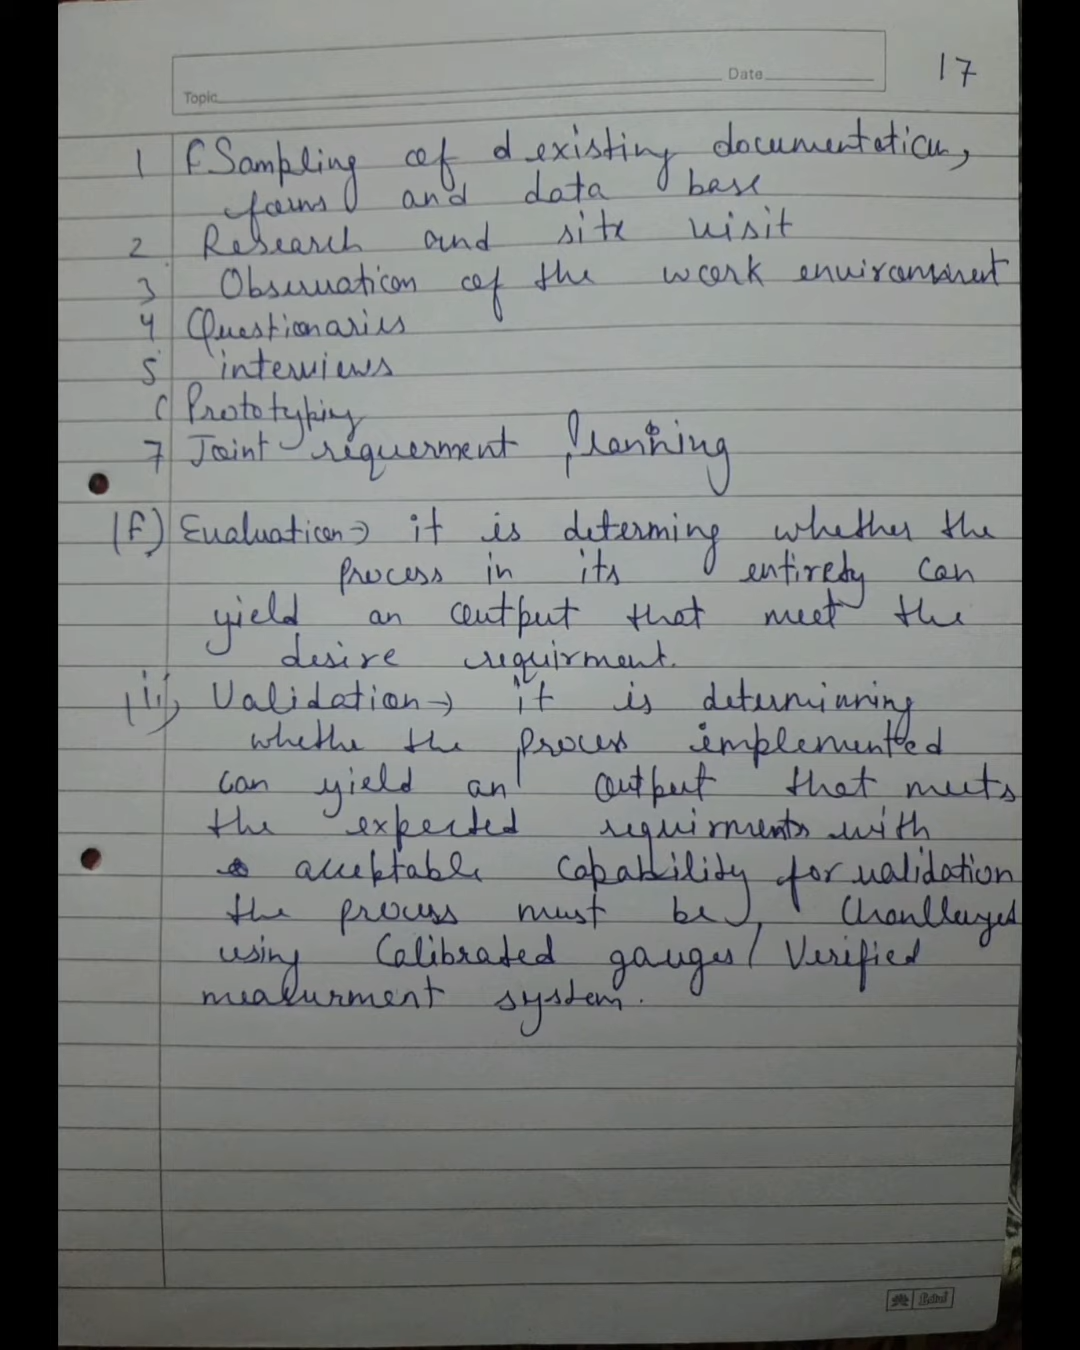 Topic
Date
17
1 Sampling of existing documentation,
forms and data base
2 Research and site visit
3 Observation of the work enviroment
4 Questionaries
5 interviews
6 Prototyping
7 Joint requerment Planning
(f) Evaluation → it is determing whether the
process in its entirety can
yield an output that meet the
desire requirment.
(ii) Validation → it is determinning
whethe the process implemented
can yield an output that meets
the expected requirments with
acceptable capability for validation
the process must be
using Calibrated gauges/ Verified
measurment system.